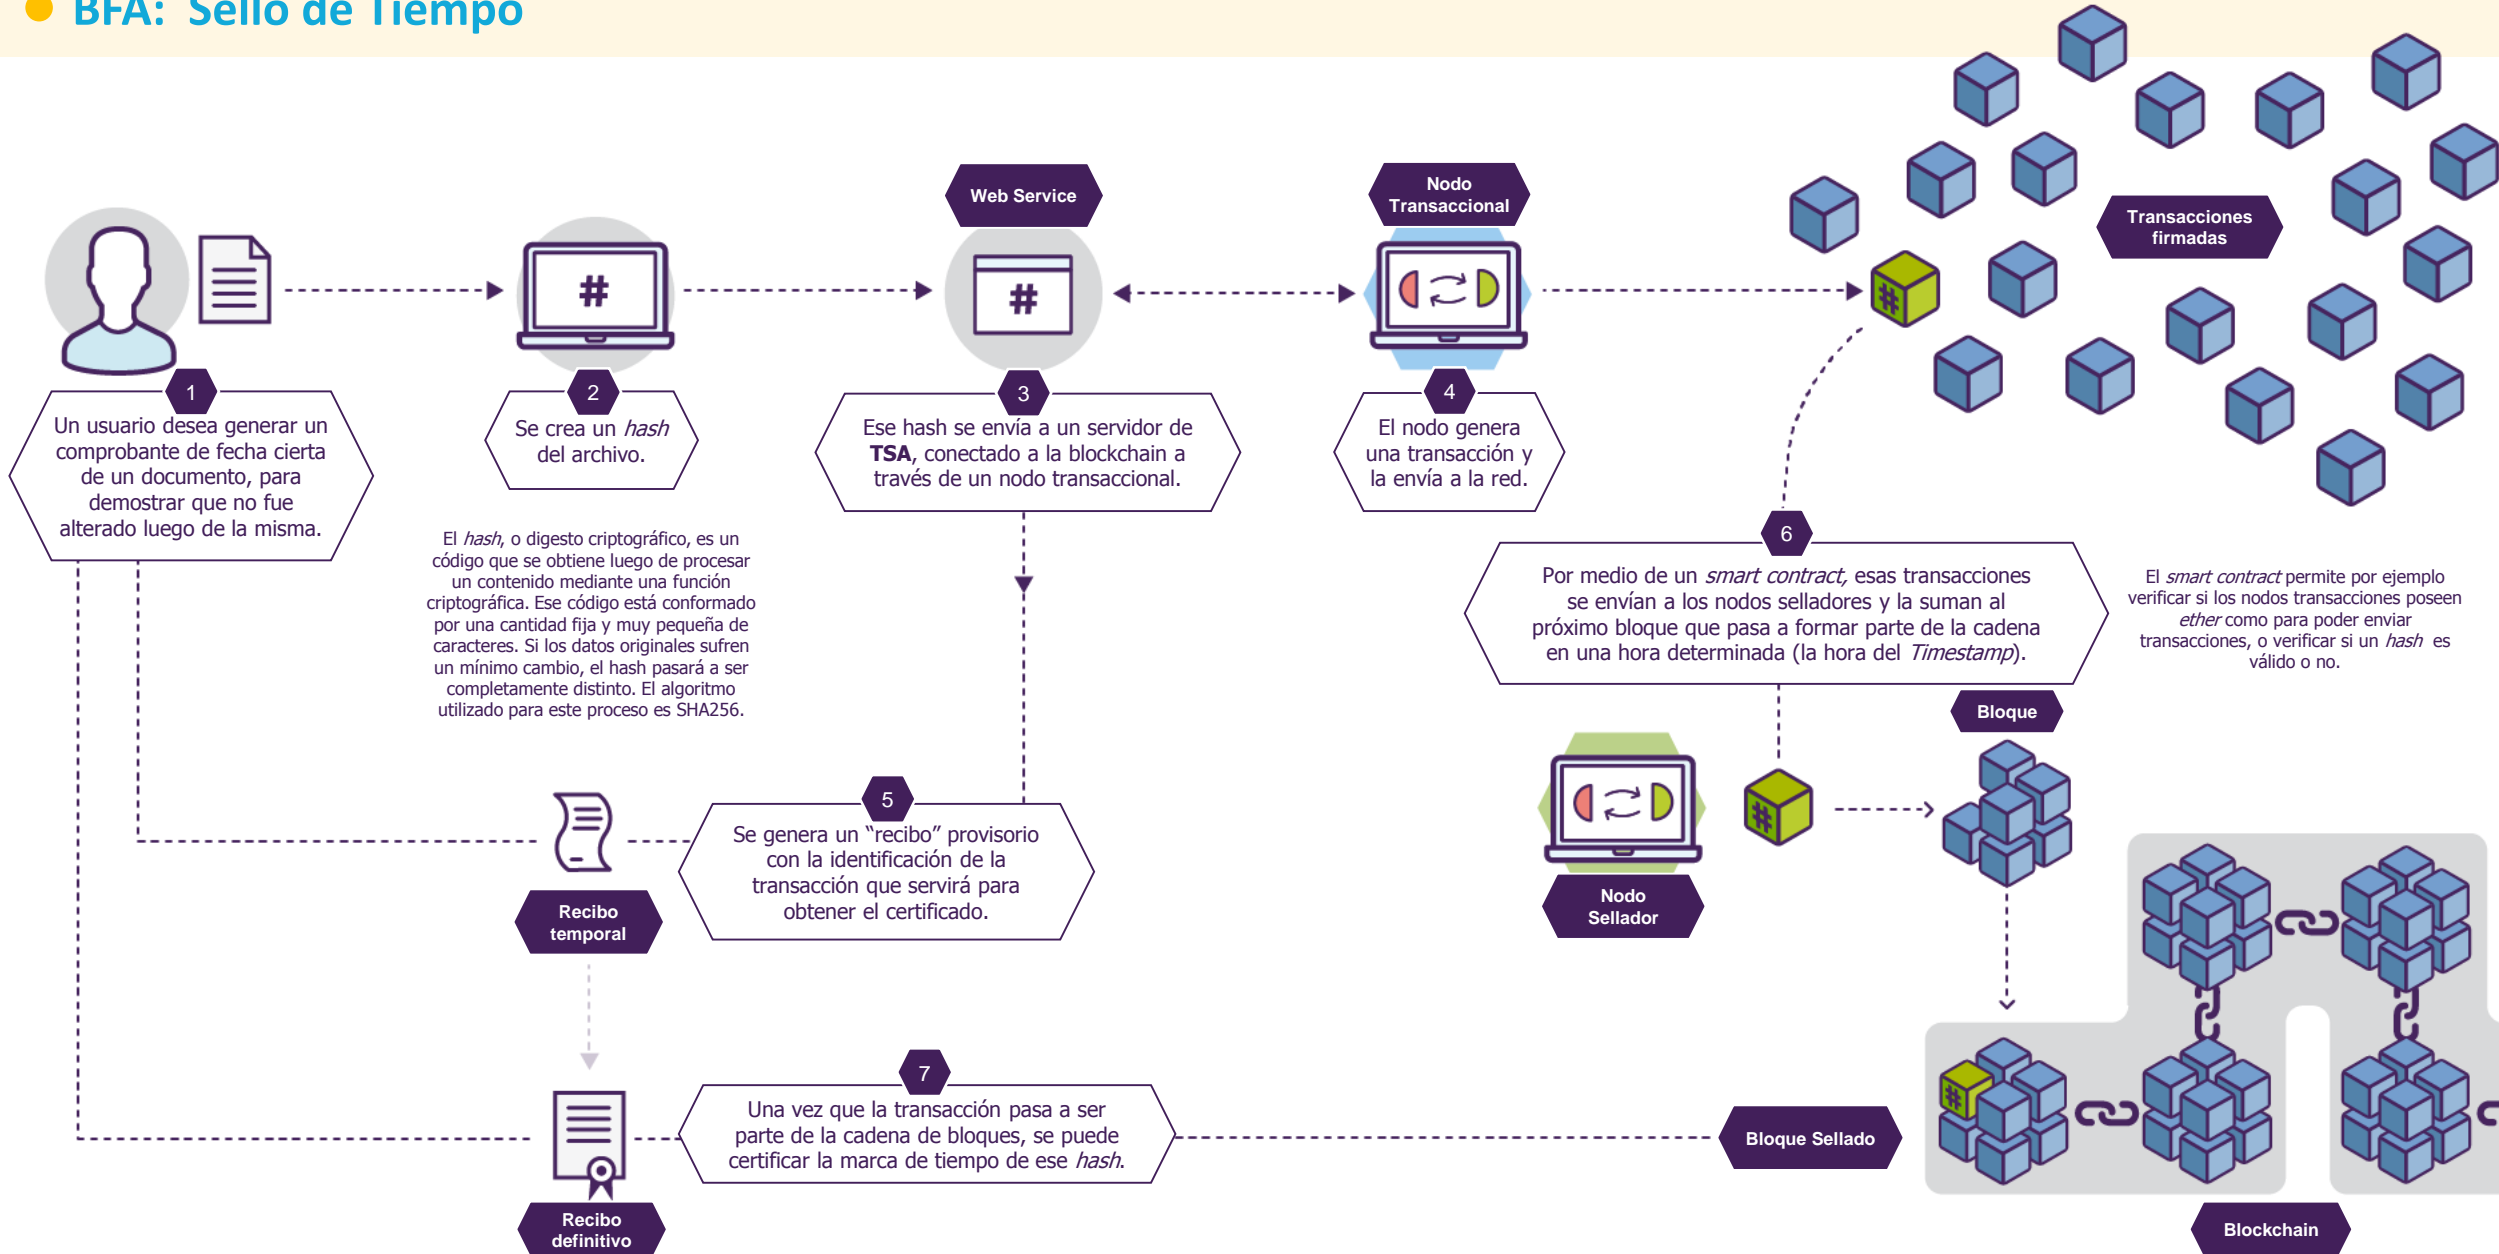 BFA: Sello de Tiempo
Web Service
Nodo
Transaccional
Transacciones
firmadas
#
#
#
1
Un usuario desea generar un
comprobante de fecha cierta
de un documento, para
demostrar que no fue
alterado luego de la misma.
2
Se crea un hash
del archivo.
El hash, o digesto criptográfico, es un
código que se obtiene luego de procesar
un contenido mediante una función
criptográfica. Ese código está conformado
por una cantidad fija y muy pequeña de
caracteres. Si los datos originales sufren
un mínimo cambio, el hash pasará a ser
completamente distinto. El algoritmo
utilizado para este proceso es SHA256.
3
Ese hash se envía a un servidor de
TSA, conectado a la blockchain a
través de un nodo transaccional.
4
El nodo genera
una transacción y
la envía a la red.
6
Por medio de un smart contract, esas transacciones
se envían a los nodos selladores y la suman al
próximo bloque que pasa a formar parte de la cadena
en una hora determinada (la hora del Timestamp).
El smart contract permite por ejemplo
verificar si los nodos transacciones poseen
ether como para poder enviar
transacciones, o verificar si un hash es
válido o no.
Bloque
#
Nodo
Sellador
5
Se genera un “recibo” provisorio
con la identificación de la
transacción que servirá para
obtener el certificado.
Recibo
temporal
7
Una vez que la transacción pasa a ser
parte de la cadena de bloques, se puede
certificar la marca de tiempo de ese hash.
Bloque Sellado
#
Recibo
definitivo
Blockchain